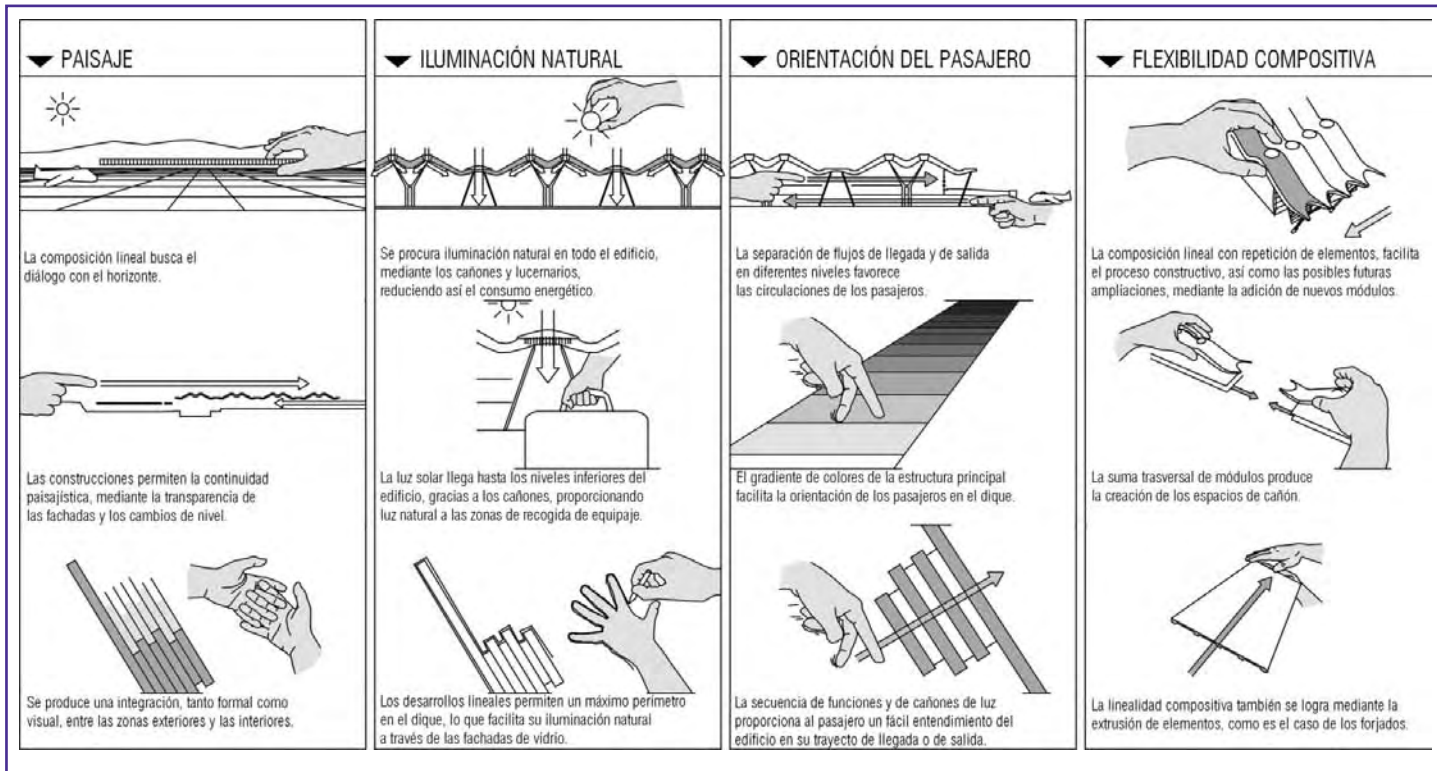 PAISAJE
La composición lineal busca el
diálogo con el horizonte.
Las construcciones permiten la continuidad
paisajística, mediante la transparencia de
las fachadas y los cambios de nivel.
Se produce una integración, tanto formal como
visual, entre las zonas exteriores y las interiores.
ILUMINACIÓN NATURAL
Se procura iluminación natural en todo el edificio,
mediante los cañones y lucernarios,
reduciendo así el consumo energético.
La luz solar llega hasta los niveles inferiores del
edificio, gracias a los cañones, proporcionando
luz natural a las zonas de recogida de equipaje.
Los desarrollos lineales permiten un máximo perímetro
en el dique, lo que facilita su iluminación natural
a través de las fachadas de vidrio.
ORIENTACIÓN DEL PASAJERO
La separación de flujos de llegada y de salida
en diferentes niveles favorece
las circulaciones de los pasajeros.
El gradiente de colores de la estructura principal
facilita la orientación de los pasajeros en el dique.
La secuencia de funciones y de cañones de luz
proporciona al pasajero un fácil entendimiento del
edificio en su trayecto de llegada o de salida.
FLEXIBILIDAD COMPOSITIVA
La composición lineal con repetición de elementos, facilita
el proceso constructivo, así como las posibles futuras
ampliaciones, mediante la adición de nuevos módulos.
La suma trasversal de módulos produce
la creación de los espacios de cañón.
La linealidad compositiva también se logra mediante la
extrusión de elementos, como es el caso de los forjados.